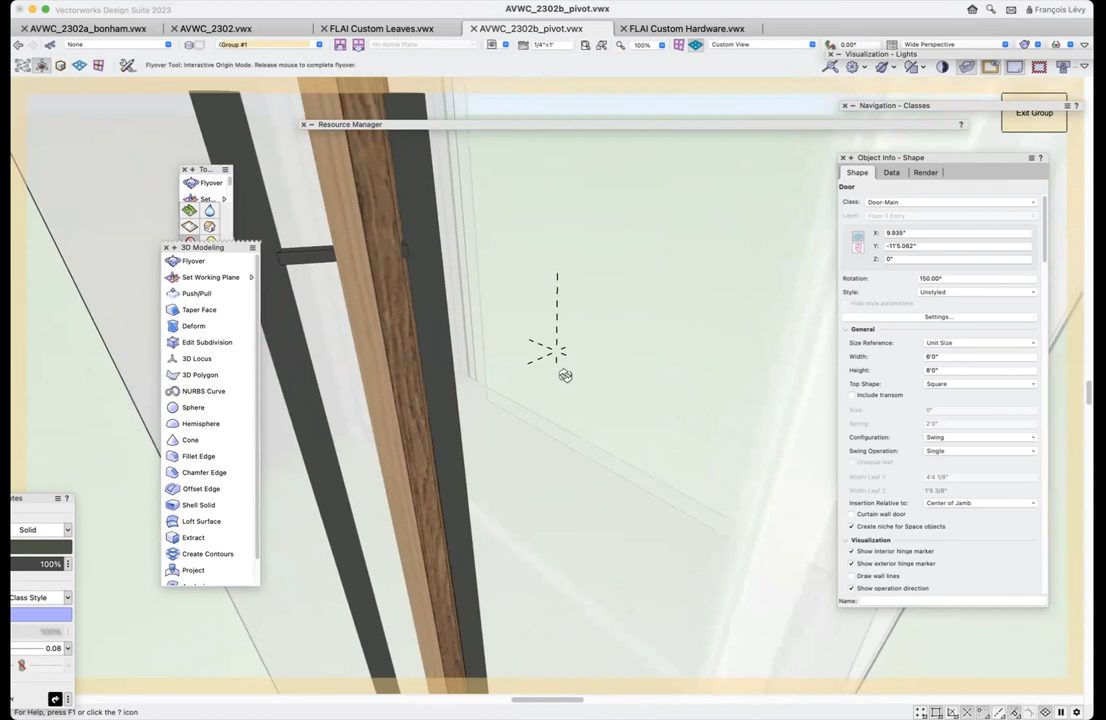 Vectorworks Design Suite 2023
AVWC_2302b_pivot.vwx
François Lévy
AVWC_2302a_bonham.vwx
AVWC_2302.vwx
FLAI Custom Leaves.vwx
AVWC_2302b_pivot.vwx
FLAI Custom Hardware.vwx
None
(Group #1
No Active Plane
1/4"=1'
100%
Custom View
0.00°
Wide Perspective
Visualization - Lights
Flyover Tool: Interactive Origin Mode. Release mouse to complete flyover.
Navigation - Classes
Exit Group
Resource Manager
Object Info - Shape
Shape
Data
Render
Door
Class:
Door-Main
Layer:
Floor-1 Entry
X:
9.935"
Y:
-11'5.062"
Z:
0"
Rotation:
150.00°
Style:
Unstyled
Hide style parameters
Settings...
General
Size Reference:
Unit Size
Width:
6'0"
Height:
8'0"
Top Shape:
Square
Include transom
Rise:
0"
Spring:
2'0"
Configuration:
Swing
Swing Operation:
Single
Unequal leaf
Width Leaf 1:
4'4 1/8"
Width Leaf 2:
1'5 3/8"
Insertion Relative to:
Center of Jamb
Curtain wall door
Create niche for Space objects
Visualization
Show interior hinge marker
Show exterior hinge marker
Draw wall lines
Show operation direction
Name:
To...
Flyover
Set...
3D Modeling
Flyover
Set Working Plane
Push/Pull
Taper Face
Deform
Edit Subdivision
3D Locus
3D Polygon
NURBS Curve
Sphere
Hemisphere
Cone
Fillet Edge
Chamfer Edge
Offset Edge
Shell Solid
Loft Surface
Extract
Create Contours
Project
utes
Solid
100%
Class Style
100%
0.08
For Help, press F1 or click the ? icon